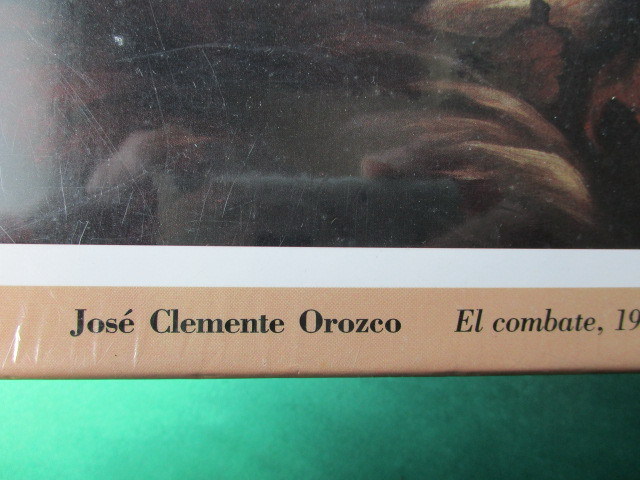 José Clemente Orozco El combate, 19